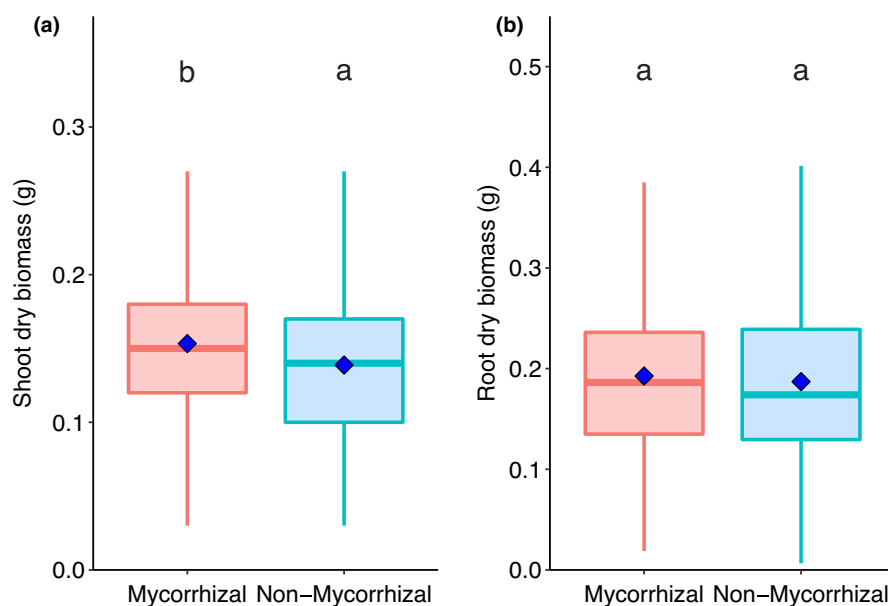 (a)
b
a
Shoot dry biomass (g)
0.3
0.2
0.1
0.0
Mycorrhizal
Non−Mycorrhizal
(b)
a
a
Root dry biomass (g)
0.5
0.4
0.3
0.2
0.1
0.0
Mycorrhizal
Non−Mycorrhizal